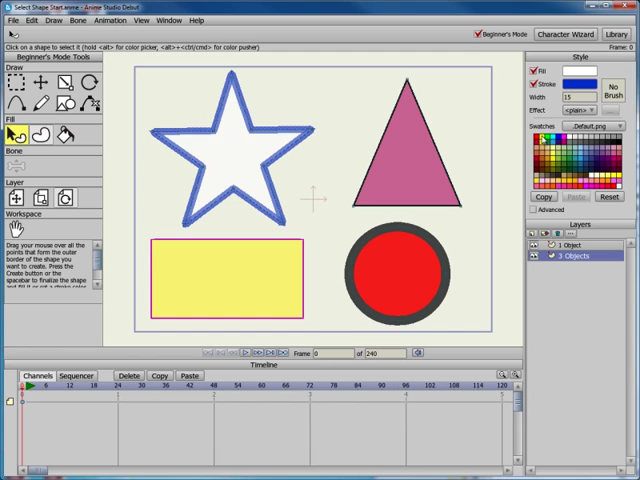 Select Shape Start.anme - Anime Studio Debut
File Edit Draw Bone Animation View Window Help
Beginner's Mode Character Wizard Library
Click on a shape to select it (hold <alt> for color picker, <alt>+<ctrl/cmd> for color pusher) Frame: 0
Beginner's Mode Tools
Draw
Fill
Bone
Layer
Workspace
Drag your mouse over all the
points that form the outer
border of the shape you
want to create. Press the
Create button or the
spacebar to finalize the shape
Style
Fill
Stroke
No Brush
Width 15
Effect <plain> ...
Swatches Default.png
Copy Paste Reset
Advanced
Layers
1 Object
3 Objects
Frame 0 of 240
Timeline
Channels Sequencer Delete Copy Paste
0 6 12 18 24 30 36 42 48 54 60 66 72 78 84 90 96 102 108 114 120
1 2 3 4 5